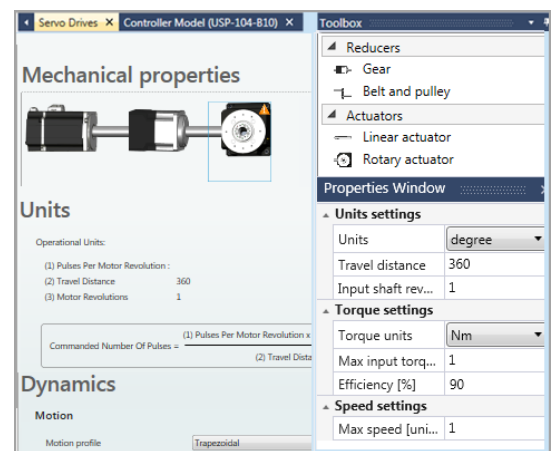 Servo Drives
Controller Model (USP-104-B10)
Mechanical properties
Units
Operational Units:
(1) Pulses Per Motor Revolution :
(2) Travel Distance 360
(3) Motor Revolutions 1
(1) Pulses Per Motor Revolution x
Commanded Number Of Pulses =
(2) Travel Dista
Dynamics
Motion
Motion profile Trapezoidal
Toolbox
Reducers
Gear
Belt and pulley
Actuators
Linear actuator
Rotary actuator
Properties Window
Units settings
Units degree
Travel distance 360
Input shaft rev... 1
Torque settings
Torque units Nm
Max input torq... 1
Efficiency [%] 90
Speed settings
Max speed [uni... 1